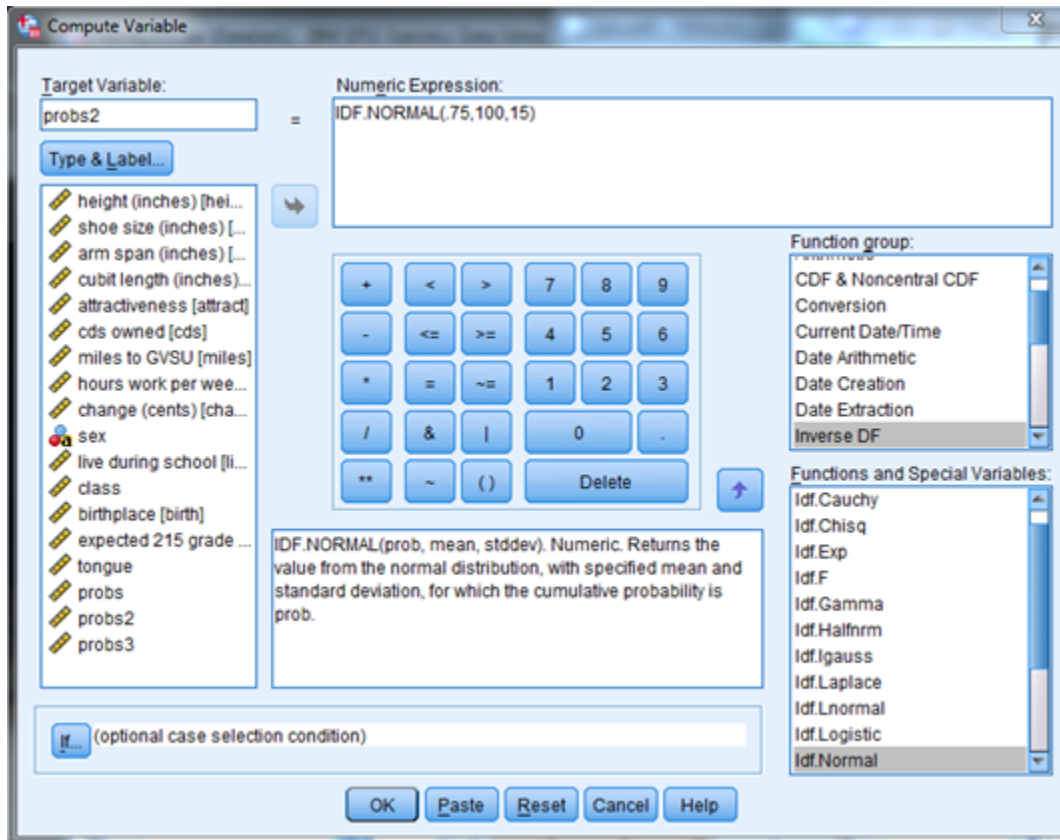 Compute Variable
Target Variable:
probs2
Type & Label...
=
Numeric Expression:
IDF.NORMAL(.75,100,15)
height (inches) [hei...
shoe size (inches) [...
arm span (inches) [...
cubit length (inches)...
attractiveness [attract]
cds owned [cds]
miles to GVSU [miles]
hours work per wee...
change (cents) [cha...
sex
live during school [li...
class
birthplace [birth]
expected 215 grade ...
tongue
probs
probs2
probs3
+ < > 7 8 9
- <= >= 4 5 6
* = ~= 1 2 3
/ & | 0 .
** ~ ( ) Delete
IDF.NORMAL(prob, mean, stddev). Numeric. Returns the
value from the normal distribution, with specified mean and
standard deviation, for which the cumulative probability is
prob.
Function group:
Arithmetic
CDF & Noncentral CDF
Conversion
Current Date/Time
Date Arithmetic
Date Creation
Date Extraction
Inverse DF
Functions and Special Variables:
Idf.Cauchy
Idf.Chisq
Idf.Exp
Idf.F
Idf.Gamma
Idf.Halfnrm
Idf.Igauss
Idf.Laplace
Idf.Lnormal
Idf.Logistic
Idf.Normal
If... (optional case selection condition)
OK Paste Reset Cancel Help